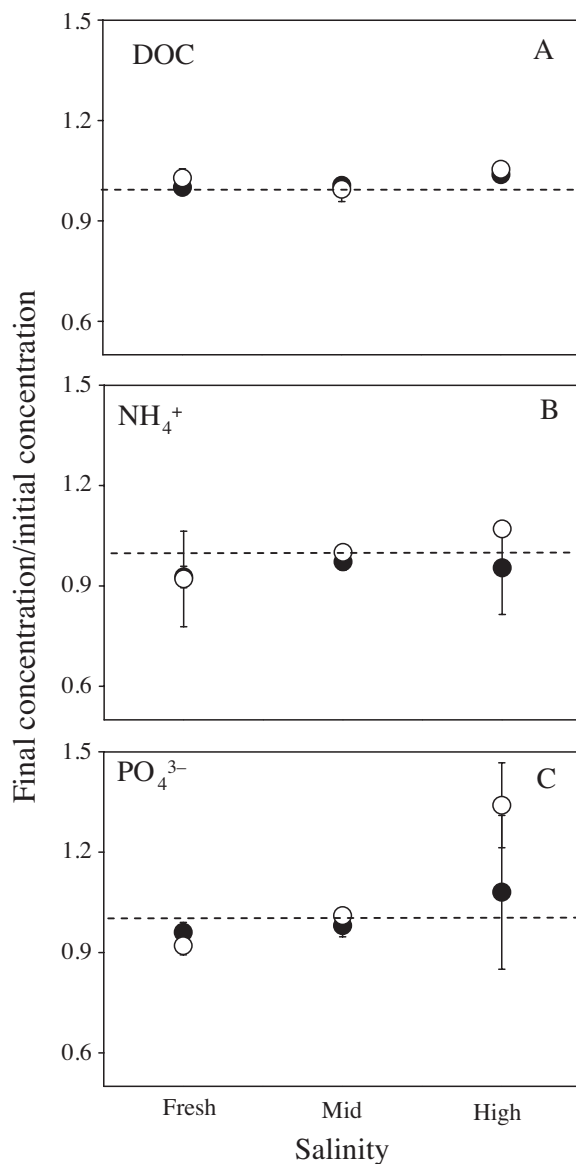 DOC A
1.5
1.2
0.9
0.6
NH₄⁺ B
1.5
1.2
0.9
0.6
PO₄³⁻ C
1.5
1.2
0.9
0.6
Final concentration/initial concentration
Fresh Mid High
Salinity